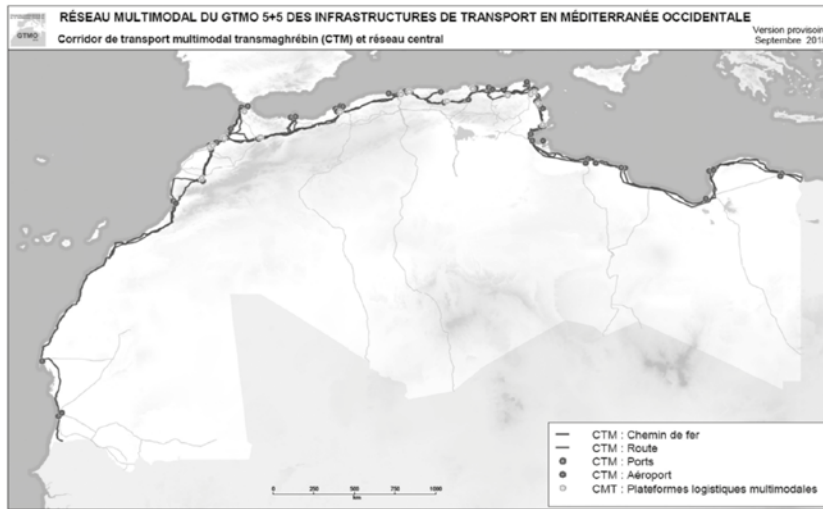 RÉSEAU MULTIMODAL DU GTMO 5+5 DES INFRASTRUCTURES DE TRANSPORT EN MÉDITERRANÉE OCCIDENTALE
GTMO
Corridor de transport multimodal transmaghrébin (CTM) et réseau central
Version provisoire
Septembre
CTM : Chemin de fer
CTM : Route
CTM : Ports
CTM : Aéroport
CMT : Plateformes logistiques multimodales
0 250 500 750 1000
km